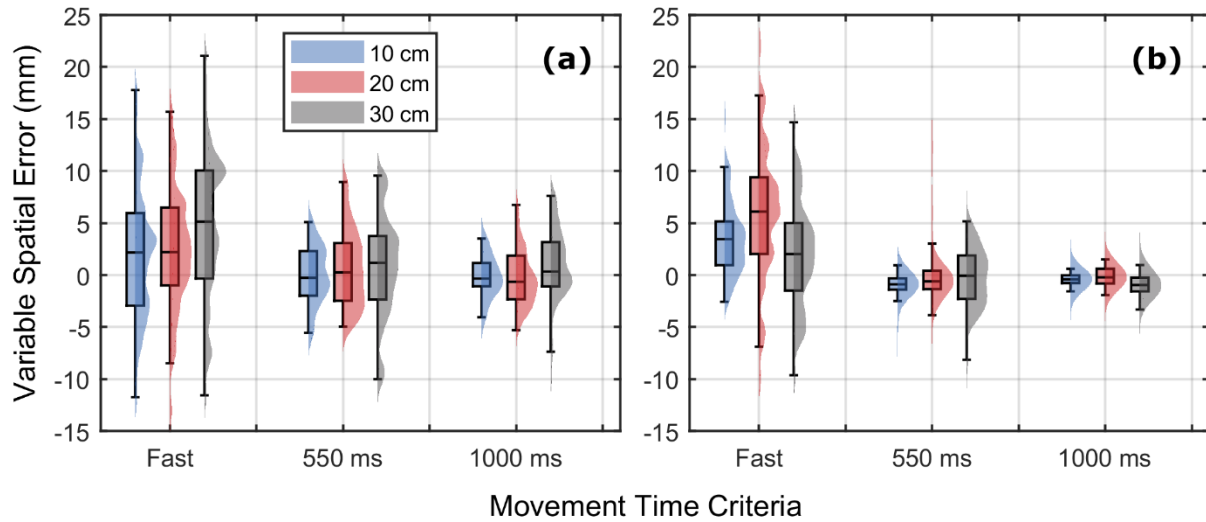 25
20
15
10
5
0
-5
-10
-15
Variable Spatial Error (mm)
10 cm
20 cm
30 cm
(a)
Fast
550 ms
1000 ms
25
20
15
10
5
0
-5
-10
-15
(b)
Fast
550 ms
1000 ms
Movement Time Criteria